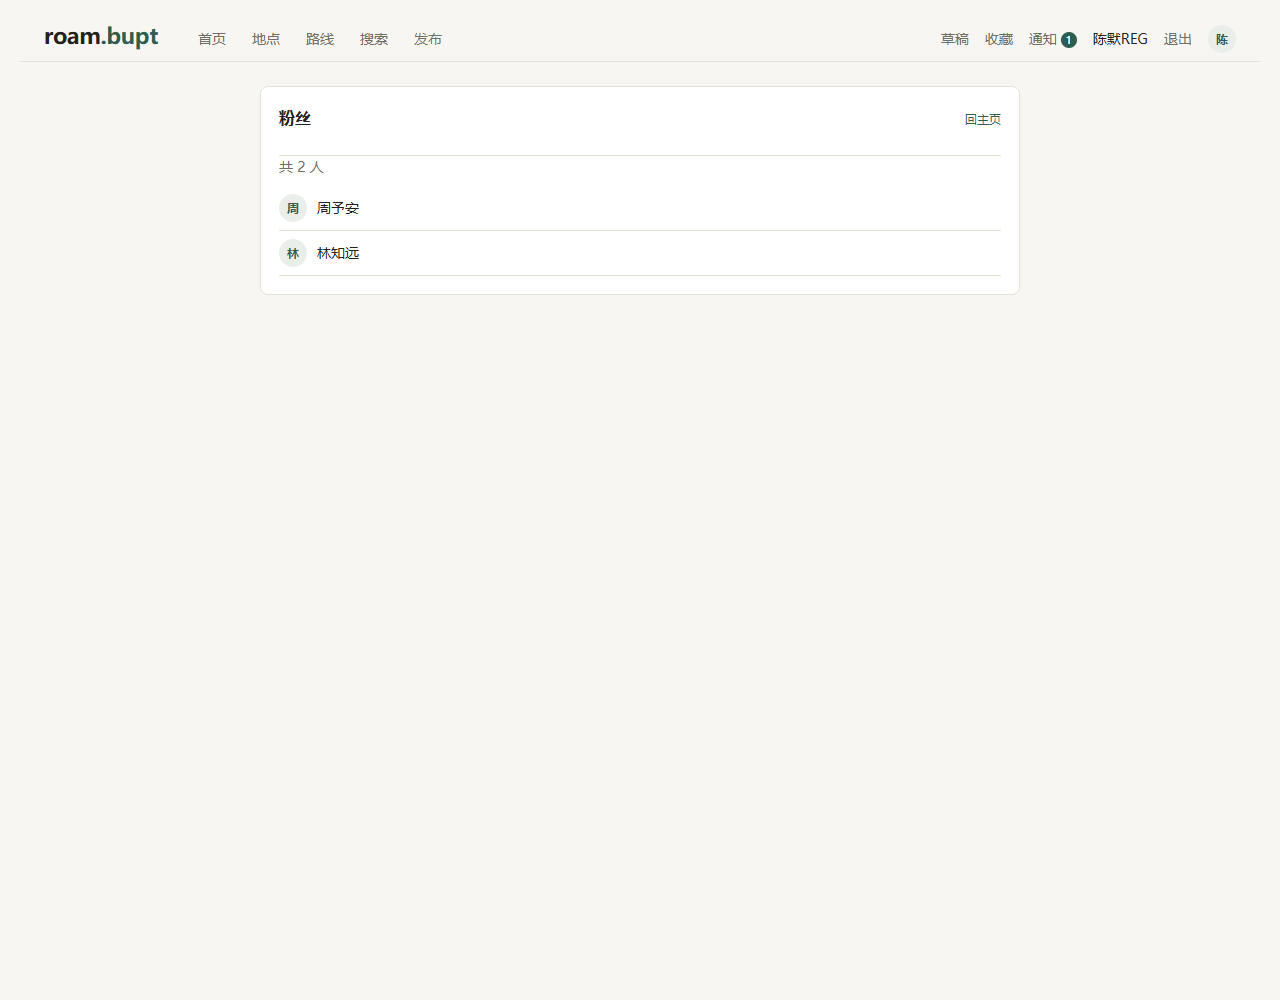 roam.bupt 首页 地点 路线 搜索 发布 草稿 收藏 通知 1 陈默REG 退出 陈
粉丝 回主页
共 2 人
周 周予安
林 林知远